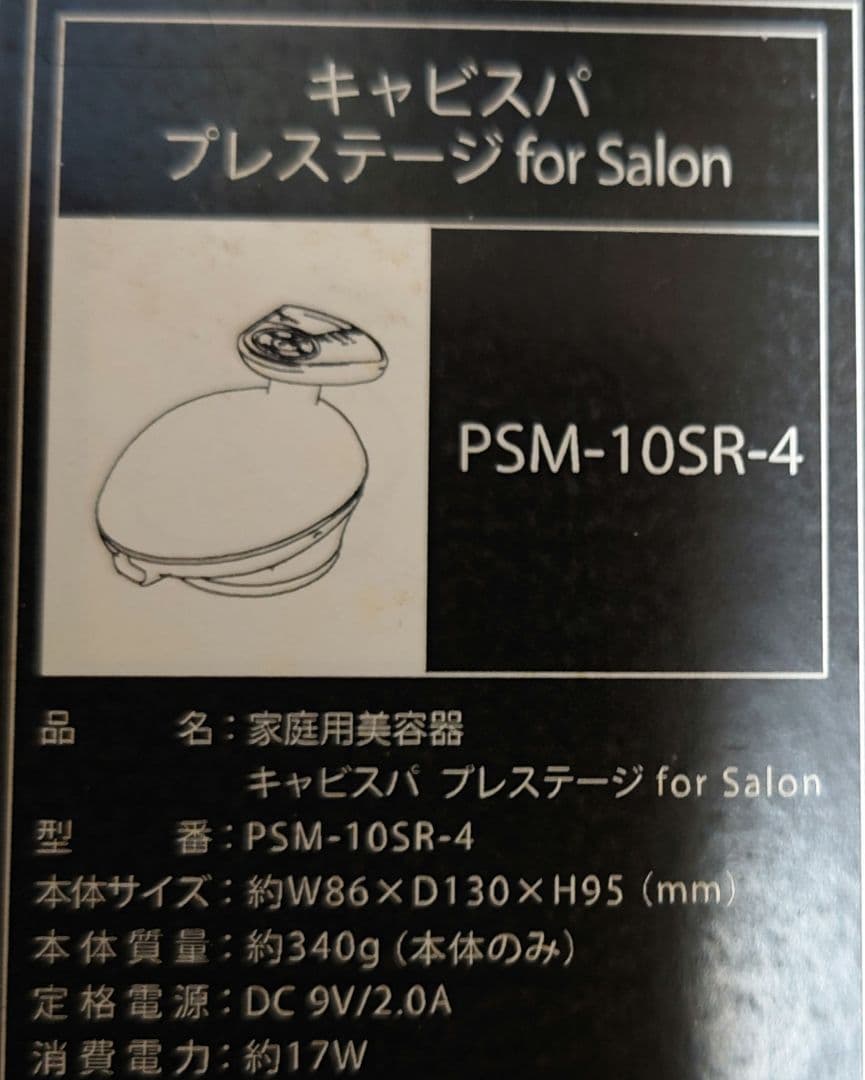 キャビスパ
プレステージ for Salon
PSM-10SR-4
品名：家庭用美容器
キャビスパ プレステージ for Salon
型番：PSM-10SR-4
本体サイズ：約W86×D130×H95（mm）
本体質量：約340g（本体のみ）
定格電源：DC 9V/2.0A
消費電力：約17W